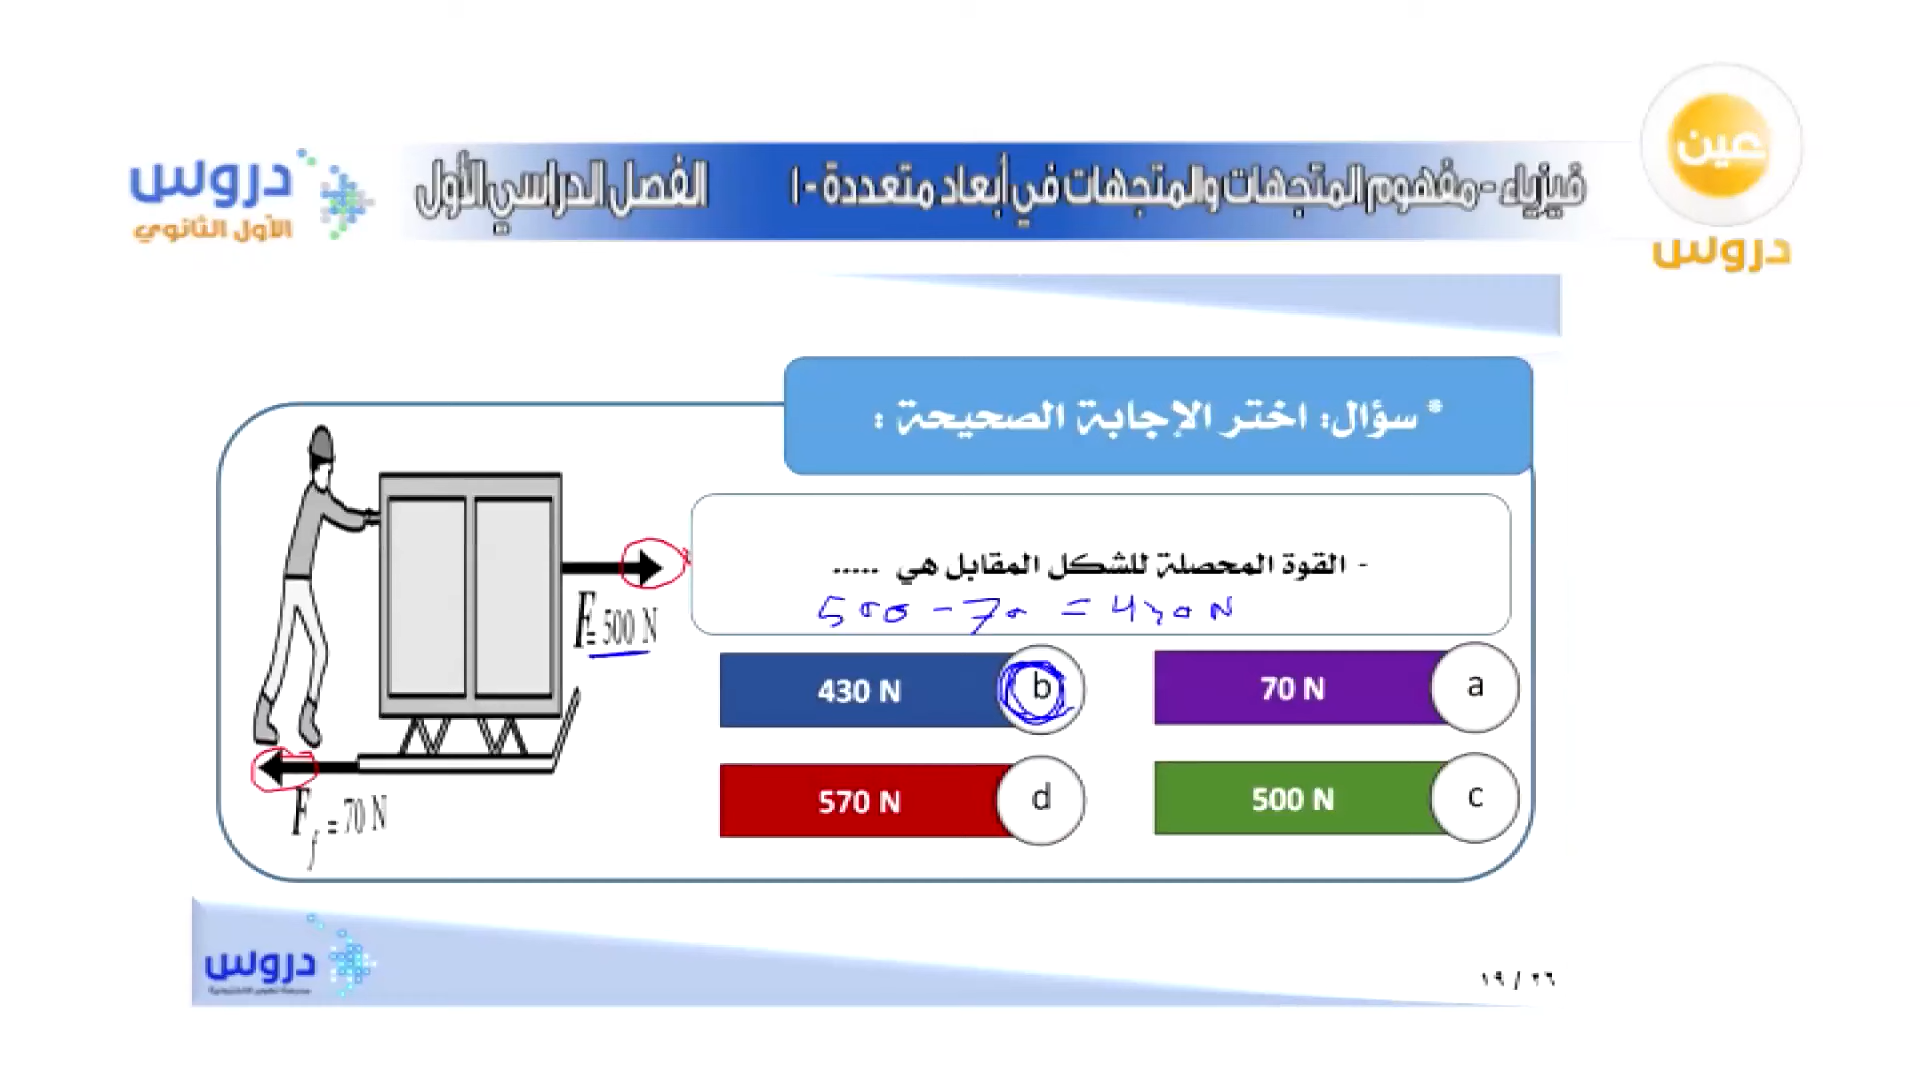 عين
دروس
فيزياء - مفهوم المتجهات والمتجهات في أبعاد متعددة - ١
الفصل الدراسي الأول
دروس
الأول الثانوي
* سؤال: اختر الإجابة الصحيحة :
- القوة المحصلة للشكل المقابل هي .....
500 - 70 = 430 N
a 70 N
b 430 N
c 500 N
d 570 N
F = 500 N
F f = 70 N
دروس
١٩ / ٢٦